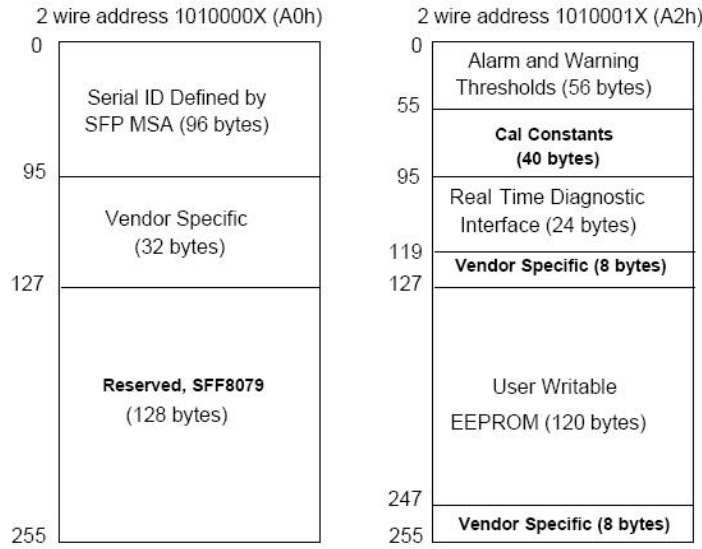 2 wire address 1010000X (A0h)
0
Serial ID Defined by
SFP MSA (96 bytes)
95
Vendor Specific
(32 bytes)
127
Reserved, SFF8079
(128 bytes)
255
2 wire address 1010001X (A2h)
0
Alarm and Warning
Thresholds (56 bytes)
55
Cal Constants
(40 bytes)
95
Real Time Diagnostic
Interface (24 bytes)
119
Vendor Specific (8 bytes)
127
User Writable
EEPROM (120 bytes)
247
Vendor Specific (8 bytes)
255